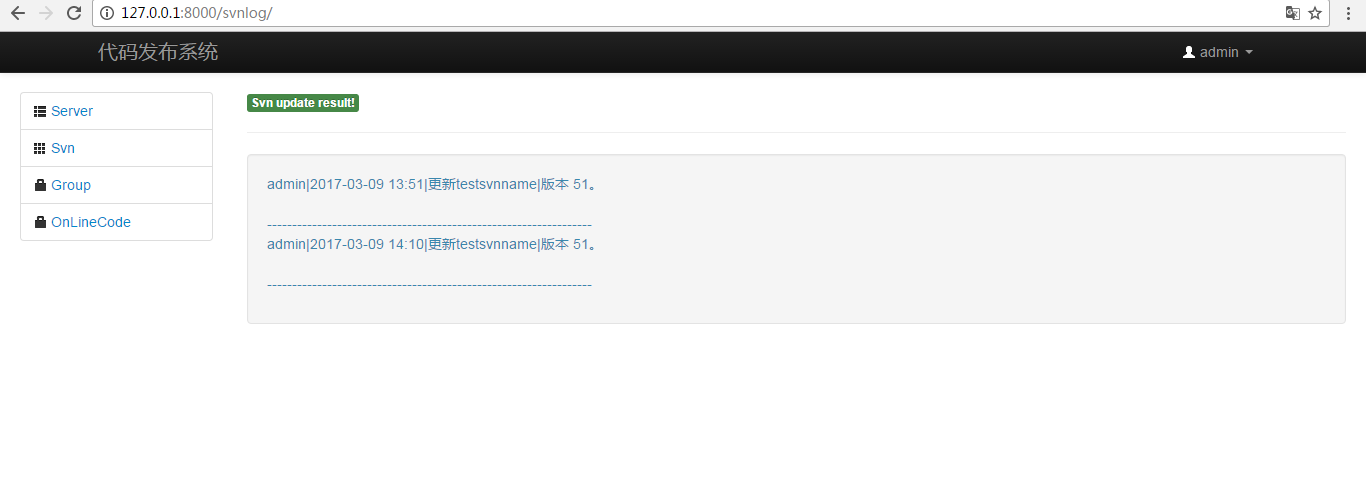 127.0.0.1:8000/svnlog/
代码发布系统
admin
Server
Svn
Group
OnLineCode
Svn update result!
admin|2017-03-09 13:51|更新testsvnname|版本 51。
-----------------------------------------------------------------
admin|2017-03-09 14:10|更新testsvnname|版本 51。
-----------------------------------------------------------------